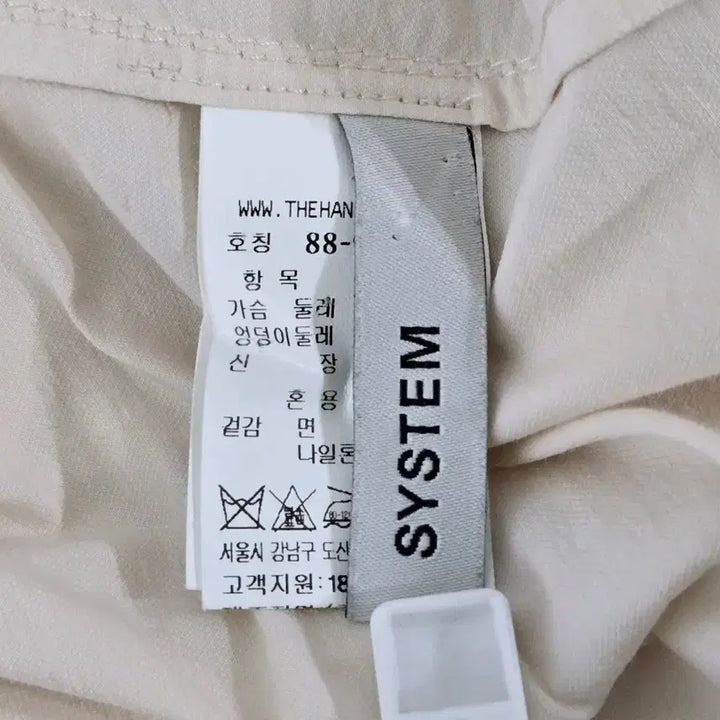 WWW.THEHAN
호칭 88-
항 목
가슴 둘레
엉덩이둘레
신 장
혼 용
겉감 면
나일론
서울시 강남구 도산
고객지원:18
SYSTEM